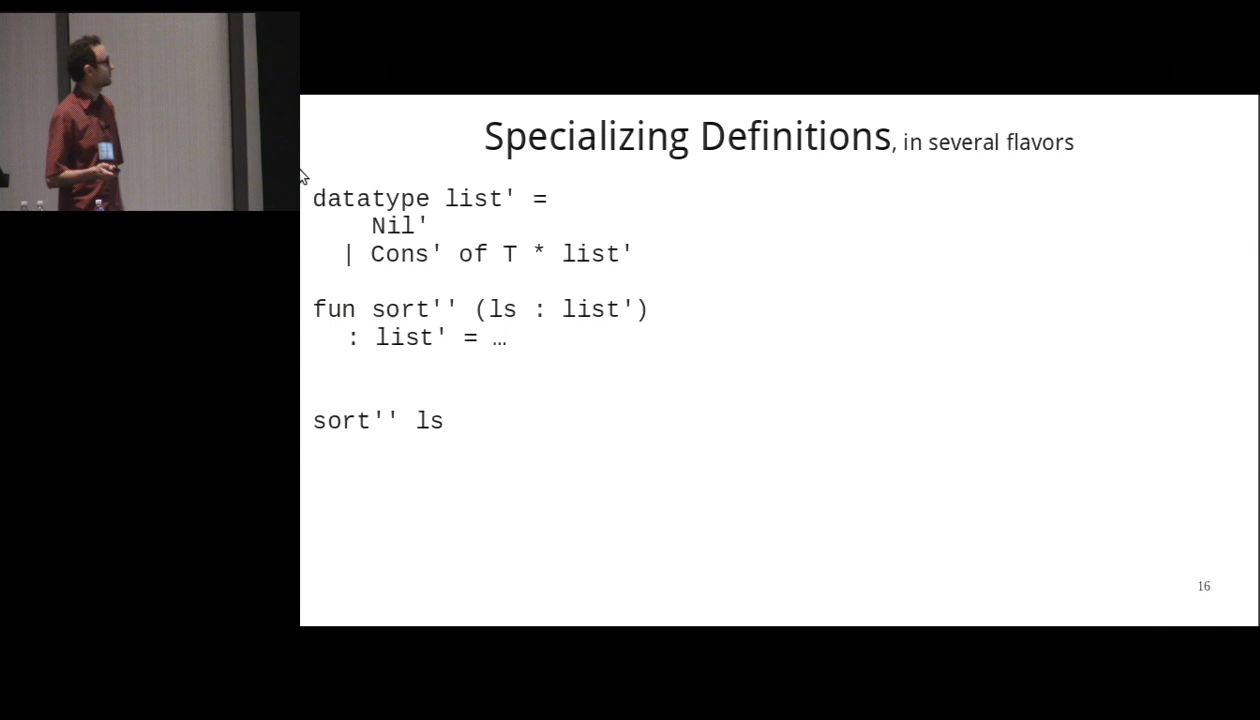 Specializing Definitions, in several flavors
datatype list' =
Nil'
| Cons' of T * list'
fun sort'' (ls : list')
: list' = …
sort'' ls
16